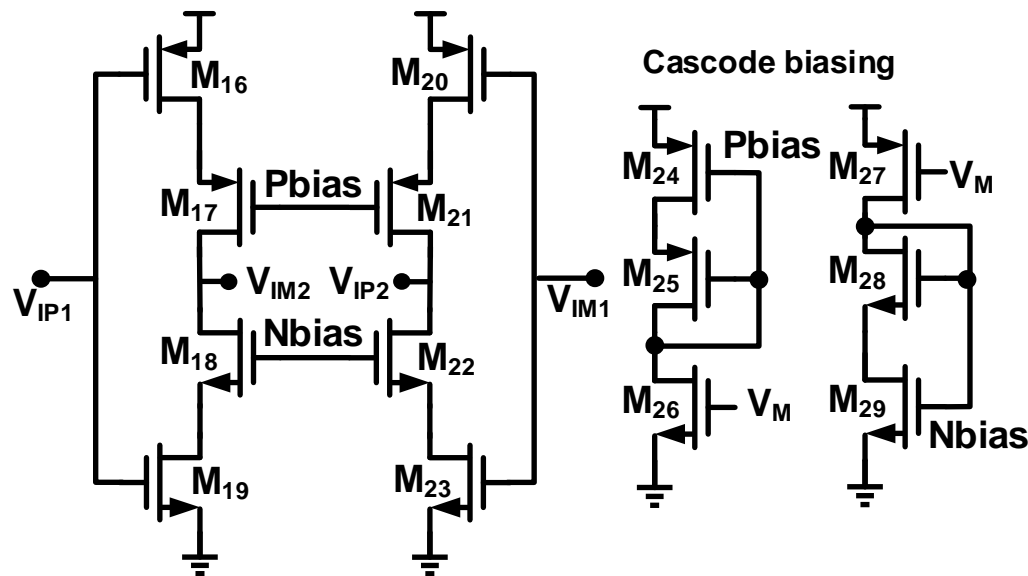 M16
M20
Cascode biasing
M24
Pbias
M27
VM
M17
Pbias
M21
VIP1
VIM2
VIP2
VIM1
M25
M28
M18
Nbias
M22
M26
VM
M29
Nbias
M19
M23